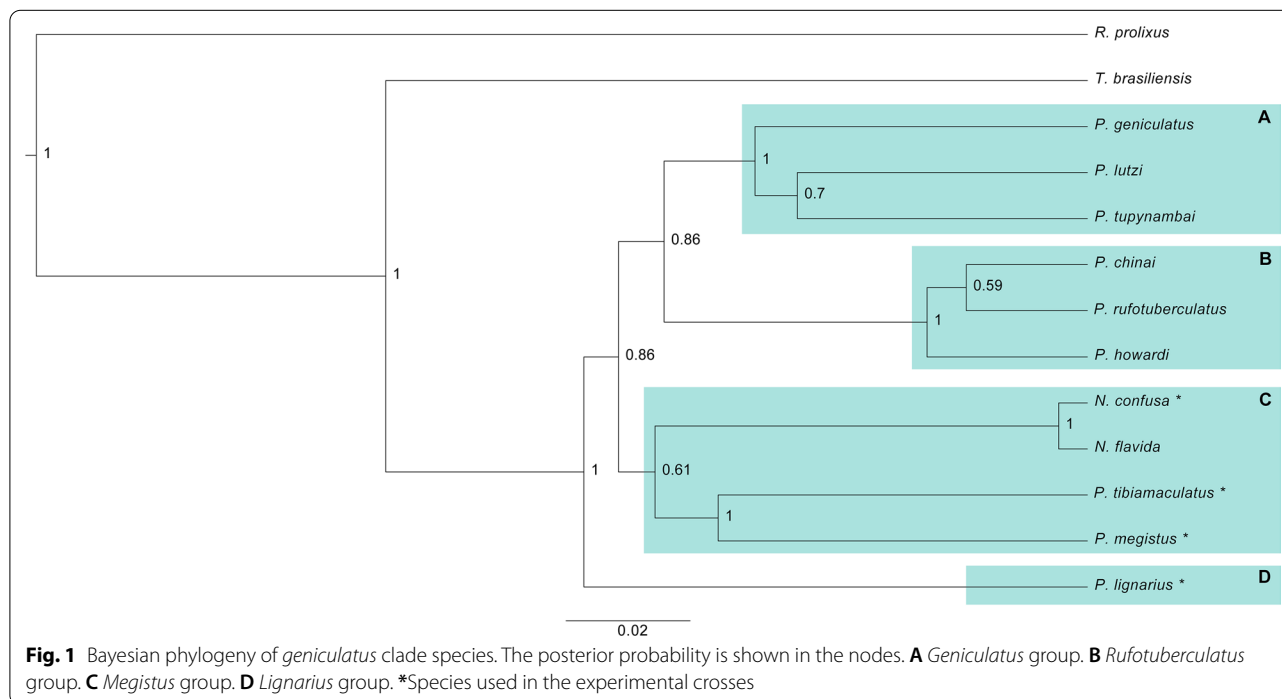 R. prolixus
T. brasiliensis
P. geniculatus
A
1
1
P. lutzi
0.7
P. tupynambai
0.86
P. chinai
B
1
0.59
P. rufotuberculatus
1
P. howardi
0.86
N. confusa *
C
1
N. flavida
1
0.61
P. tibiamaculatus *
1
P. megistus *
P. lignarius *
D
0.02
Fig. 1 Bayesian phylogeny of geniculatus clade species. The posterior probability is shown in the nodes. A Geniculatus group. B Rufotuberculatus
group. C Megistus group. D Lignarius group. *Species used in the experimental crosses